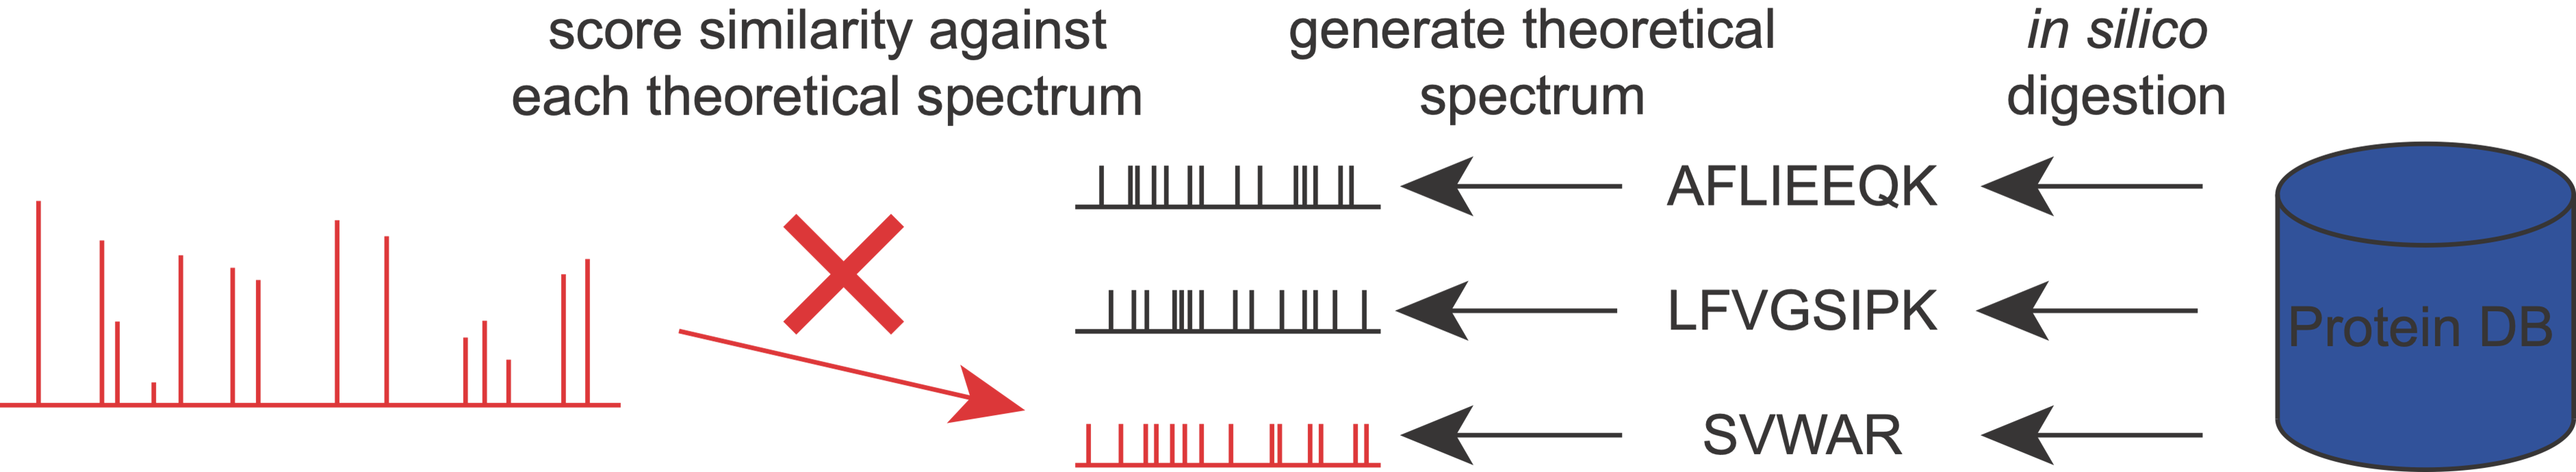 score similarity against
each theoretical spectrum
generate theoretical
spectrum
in silico
digestion
AFLIEEQK
LFVGSIPK
SVWAR
Protein DB